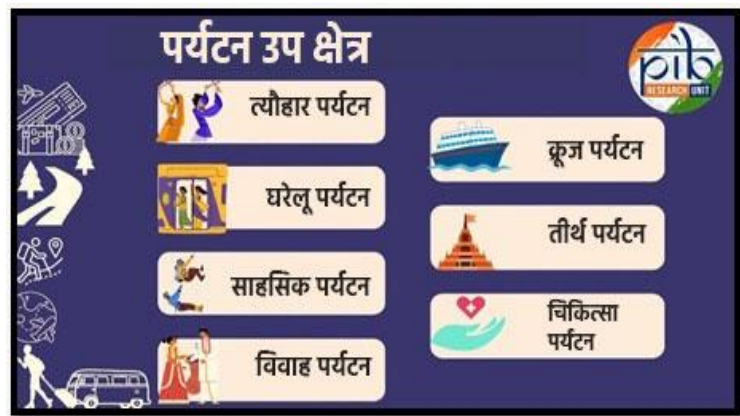 पर्यटन उप क्षेत्र
pib
RESEARCH UNIT
त्यौहार पर्यटन
घरेलू पर्यटन
साहसिक पर्यटन
विवाह पर्यटन
क्रूज पर्यटन
तीर्थ पर्यटन
चिकित्सा
पर्यटन